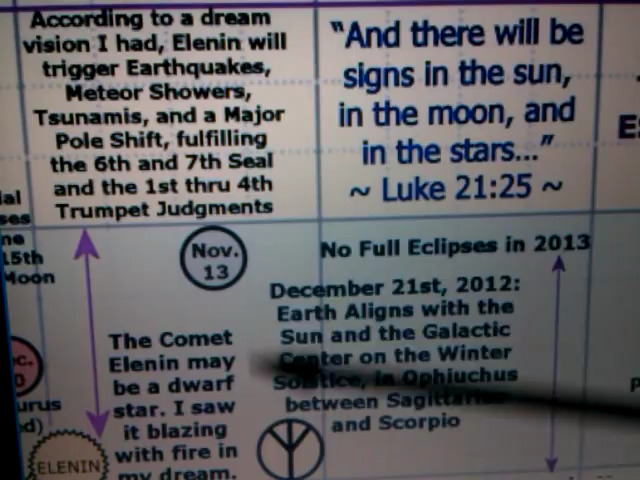 According to a dream
vision I had, Elenin will
trigger Earthquakes,
Meteor Showers,
Tsunamis, and a Major
Pole Shift, fulfilling
the 6th and 7th Seal
and the 1st thru 4th
Trumpet Judgments
"And there will be
signs in the sun,
in the moon, and
in the stars..."
~ Luke 21:25 ~
15th
Moon
Nov.
13
No Full Eclipses in 2013
December 21st, 2012:
Earth Aligns with the
Sun and the Galactic
Center on the Winter
Solstice, in Ophiuchus
between Sagittarius
and Scorpio
The Comet
Elenin may
be a dwarf
star. I saw
it blazing
with fire in
my dream.
ELENIN